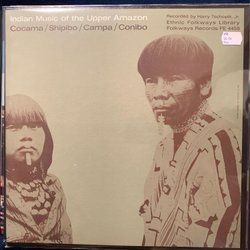 Indian Music of the Upper Amazon
Cocama/Shipibo/Campa/Conibo
Recorded by Harry Tschopik, Jr.
Ethnic Folkways Library
Folkways Records FE 4458